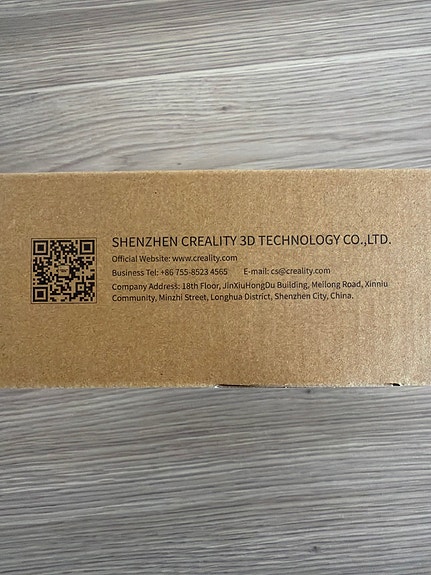 SHENZHEN CREALITY 3D TECHNOLOGY CO.,LTD.
Official Website: www.creality.com
Business Tel: +86 755-8523 4565 E-mail: cs@creality.com
Company Address: 18th Floor, JinXiuHongDu Building, Meilong Road, Xinniu
Community, Minzhi Street, Longhua District, Shenzhen City, China.